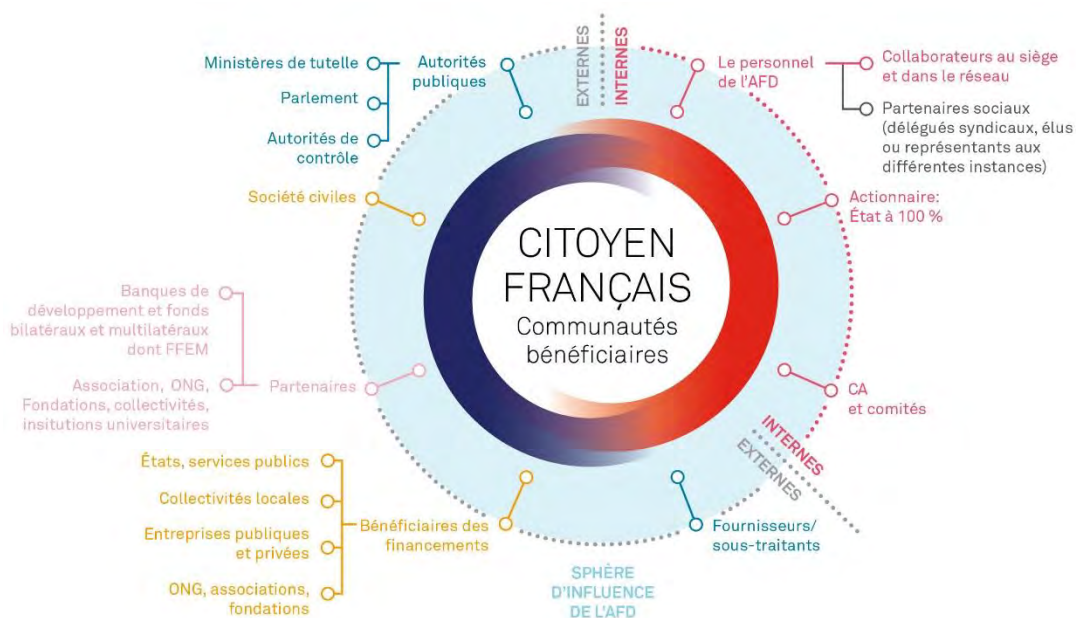 EXTERNES
INTERNES
Ministères de tutelle
Parlement
Autorités de
contrôle
Autorités
publiques
Le personnel
de l'AFD
Collaborateurs au siège
et dans le réseau
Partenaires sociaux
(délégués syndicaux, élus
ou représentants aux
différentes instances)
Société civiles
Actionnaire:
État à 100 %
CITOYEN
FRANÇAIS
Communautés
bénéficiaires
Banques de
développement et fonds
bilatéraux et multilatéraux
dont FFEM
Association, ONG,
Fondations, collectivités,
insitutions universitaires
Partenaires
CA
et comités
INTERNES
EXTERNES
États, services publics
Collectivités locales
Entreprises publiques
et privées
ONG, associations,
fondations
Bénéficiaires des
financements
Fournisseurs/
sous-traitants
SPHÈRE
D'INFLUENCE
DE L'AFD